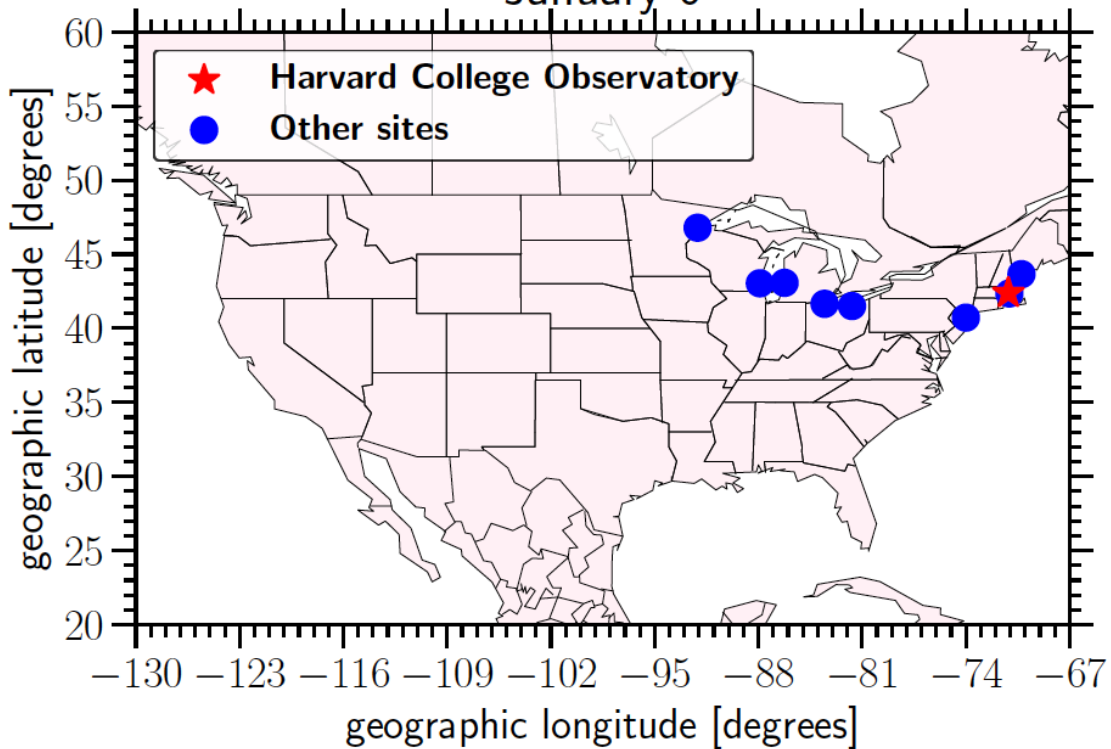 60
55
50
45
40
35
30
25
20
geographic latitude [degrees]
Harvard College Observatory
Other sites
−130 −123 −116 −109 −102 −95 −88 −81 −74 −67
geographic longitude [degrees]